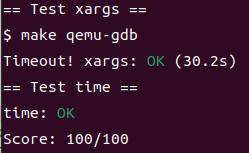 == Test xargs ==
$ make qemu-gdb
Timeout! xargs: OK (30.2s)
== Test time ==
time: OK
Score: 100/100